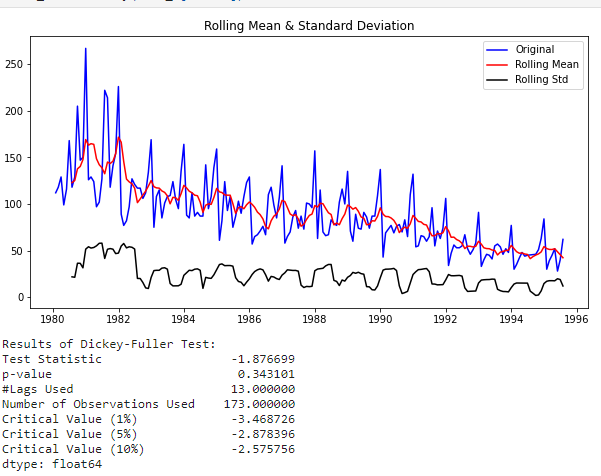 Rolling Mean & Standard Deviation
Original
Rolling Mean
Rolling Std
250
200
150
100
50
0
1980 1982 1984 1986 1988 1990 1992 1994 1996
Results of Dickey-Fuller Test:
Test Statistic -1.876699
p-value 0.343101
#Lags Used 13.000000
Number of Observations Used 173.000000
Critical Value (1%) -3.468726
Critical Value (5%) -2.878396
Critical Value (10%) -2.575756
dtype: float64